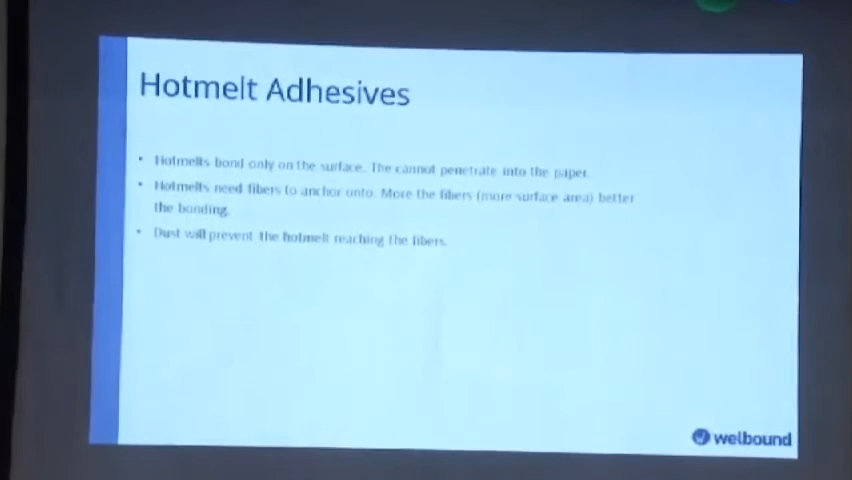 Hotmelt Adhesives
• Hotmelts bond only on the surface. The cannot penetrate into the paper.
• Hotmelts need fibers to anchor onto. More the fibers (more surface area) better
the bonding.
• Dust will prevent the hotmelt reaching the fibers.
welbound